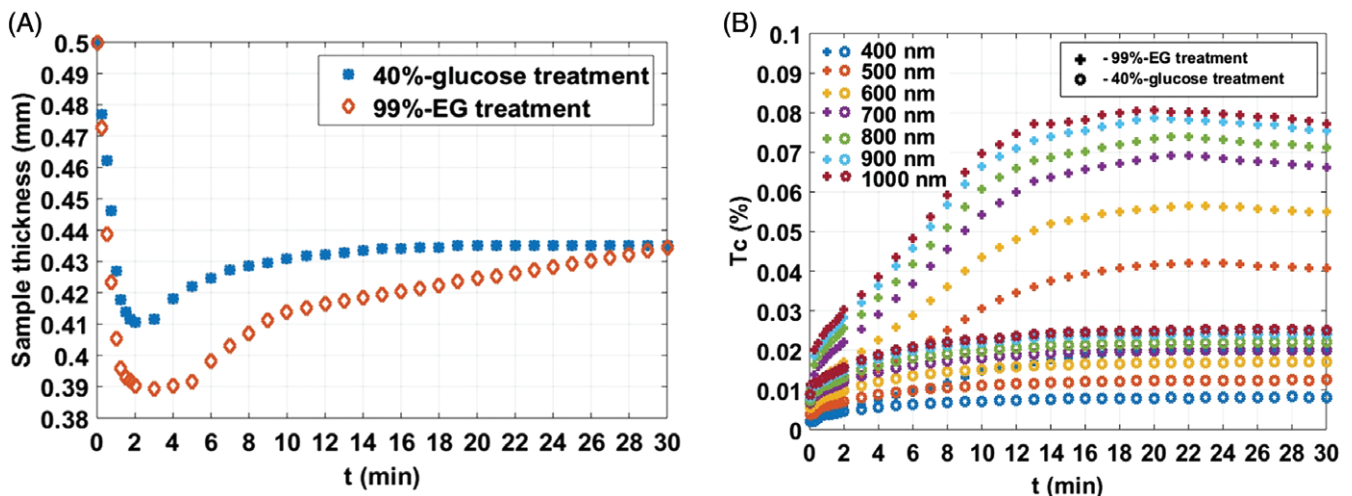 (A)
0.5
0.49
0.48
0.47
0.46
0.45
0.44
0.43
0.42
0.41
0.4
0.39
0.38
Sample thickness (mm)
40%-glucose treatment
99%-EG treatment
0 2 4 6 8 10 12 14 16 18 20 22 24 26 28 30
t (min)
(B)
0.1
0.09
0.08
0.07
0.06
0.05
0.04
0.03
0.02
0.01
0
Tc (%)
400 nm
500 nm
600 nm
700 nm
800 nm
900 nm
1000 nm
- 99%-EG treatment
- 40%-glucose treatment
0 2 4 6 8 10 12 14 16 18 20 22 24 26 28 30
t (min)